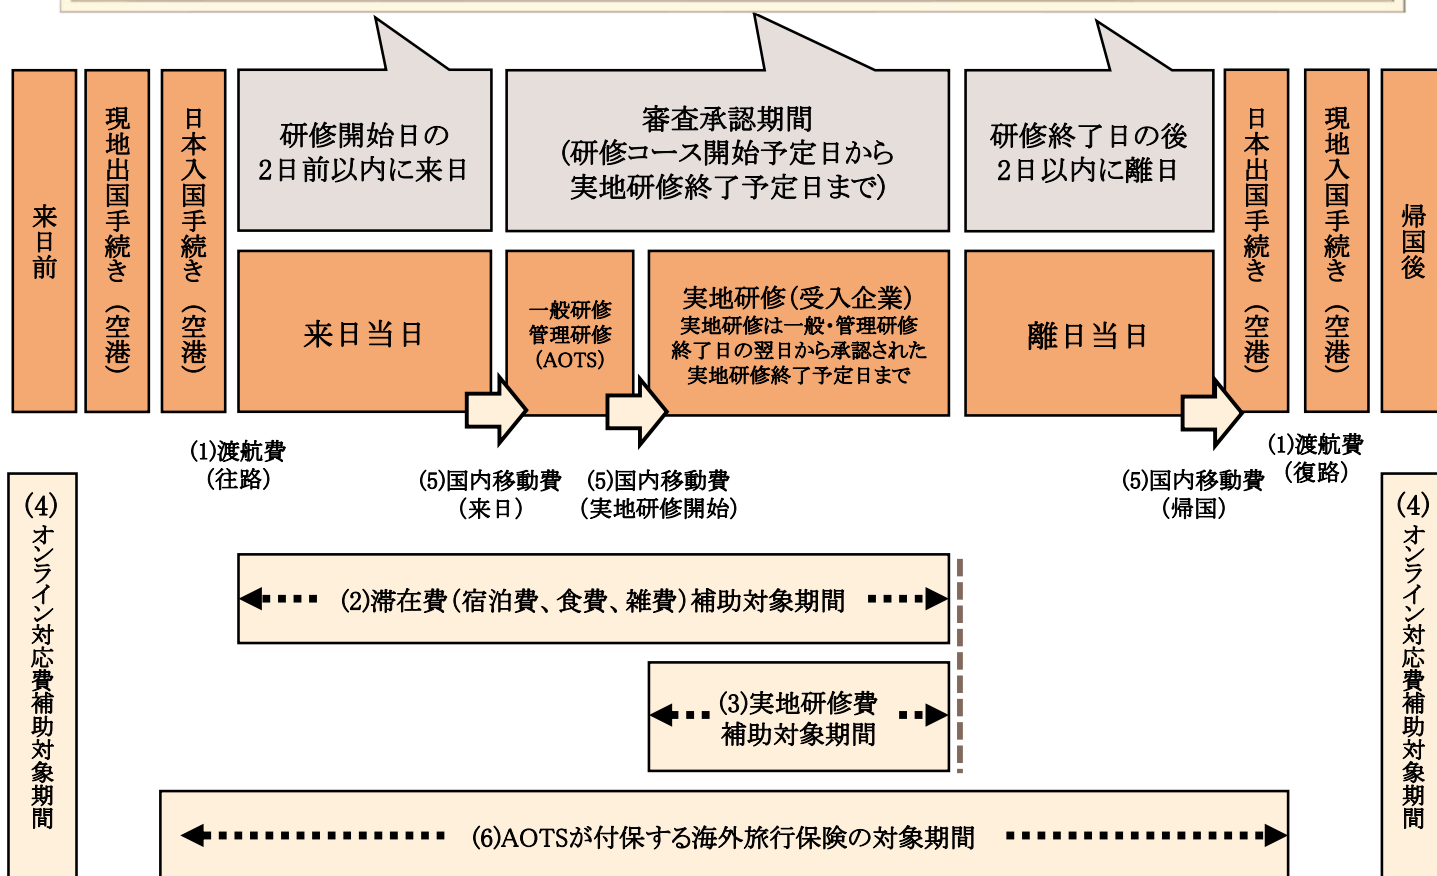 来日前
現地出国手続き（空港）
日本入国手続き（空港）
研修開始日の
2日前以内に来日
審査承認期間
(研修コース開始予定日から
実地研修終了予定日まで)
研修終了日の後
2日以内に離日
日本出国手続き（空港）
現地入国手続き（空港）
帰国後
来日当日
一般研修
管理研修
(AOTS)
実地研修(受入企業)
実地研修は一般・管理研修
終了日の翌日から承認された
実地研修終了予定日まで
離日当日
(1)渡航費
(往路)
(5)国内移動費
(来日)
(5)国内移動費
(実地研修開始)
(5)国内移動費
(帰国)
(1)渡航費
(復路)
(4)
オンライン対応費補助対象期間
(2)滞在費(宿泊費、食費、雑費)補助対象期間
(3)実地研修費
補助対象期間
(6)AOTSが付保する海外旅行保険の対象期間
(4)
オンライン対応費補助対象期間